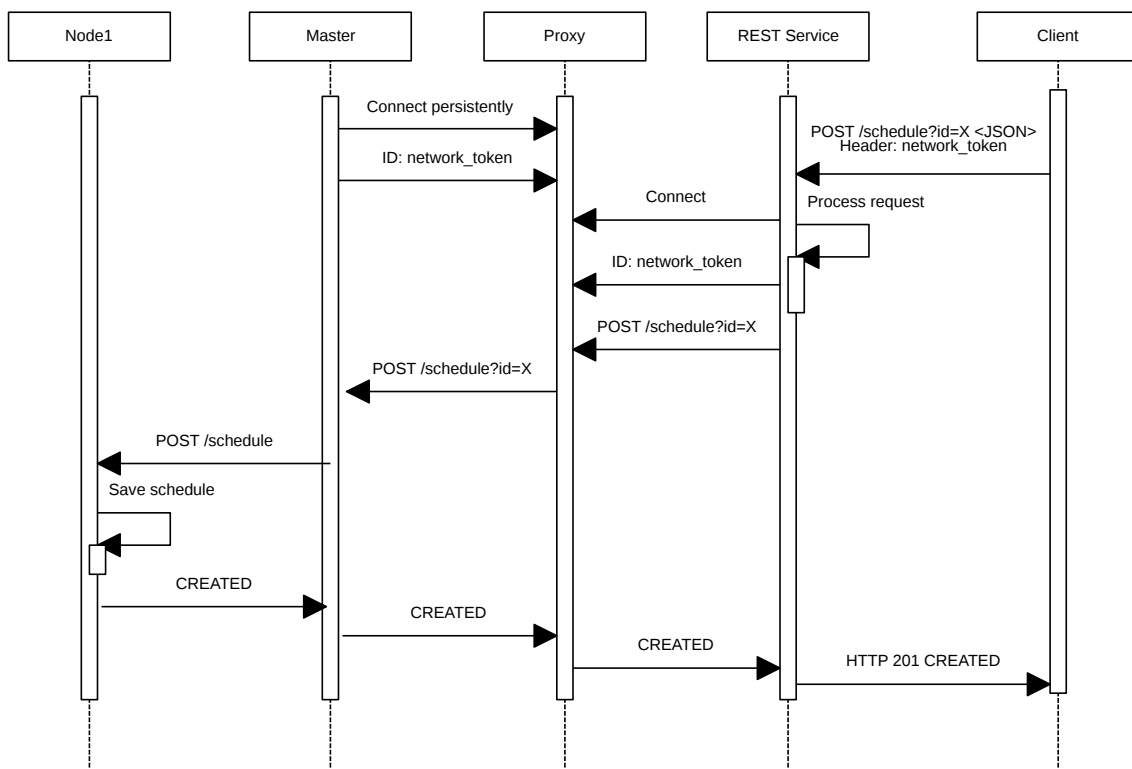 Node1
Master
Proxy
REST Service
Client
Connect persistently
POST /schedule?id=X <JSON>
Header: network_token
ID: network_token
Connect
Process request
ID: network_token
POST /schedule?id=X
POST /schedule?id=X
POST /schedule
Save schedule
CREATED
CREATED
CREATED
HTTP 201 CREATED